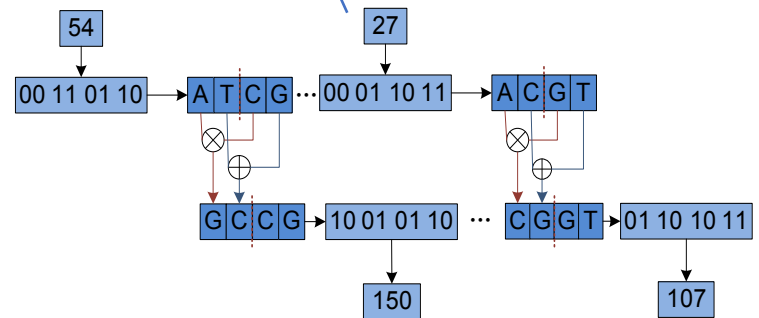 54
27
00 11 01 10
A T C G
...
00 01 10 11
A C G T
G C C G
10 01 01 10
...
C G G T
01 10 10 11
150
107